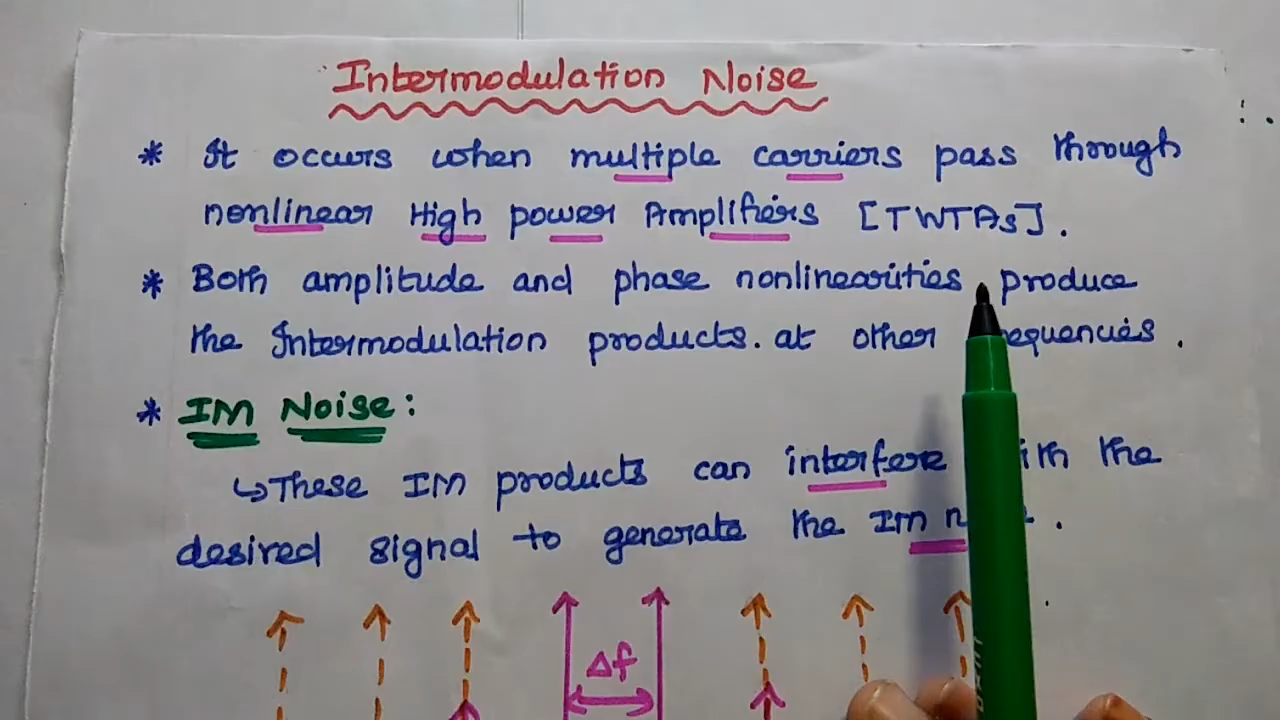 Intermodulation Noise
* It occurs when multiple carriers pass through
nonlinear High power Amplifiers [TWTAs].
* Both amplitude and phase nonlinearities produce
the Intermodulation products. at other
* IM Noise:
↳These IM products can interfere the
desired signal to generate the IM
Δf